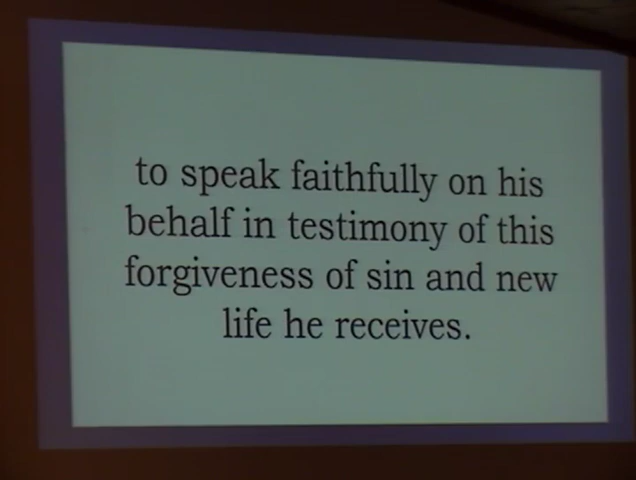 to speak faithfully on his
behalf in testimony of this
forgiveness of sin and new
life he receives.